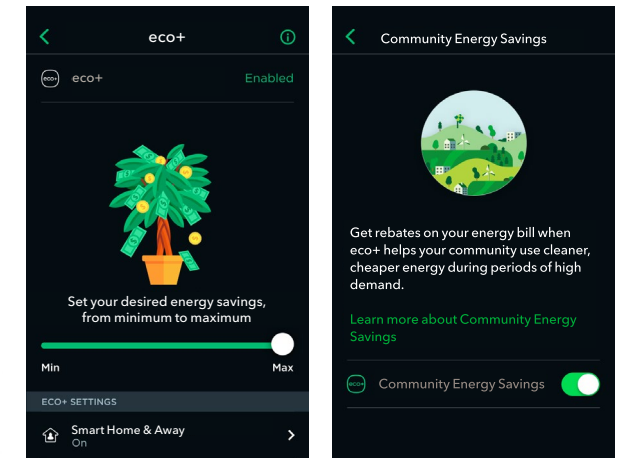 eco+
eco+ eco+ Enabled
Set your desired energy savings,
from minimum to maximum
Min Max
ECO+ SETTINGS
Smart Home & Away
On
Community Energy Savings
Get rebates on your energy bill when
eco+ helps your community use cleaner,
cheaper energy during periods of high
demand.
Learn more about Community Energy
Savings
eco+ Community Energy Savings